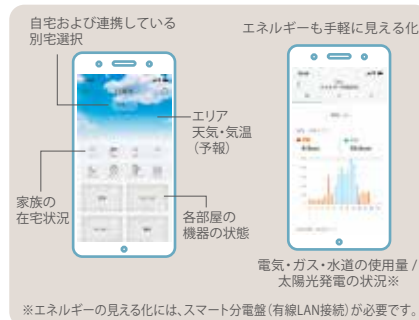 自宅および連携している
別宅選択
エリア
天気・気温
（予報）
家族の
在宅状況
各部屋の
機器の状態
エネルギーも手軽に見える化
電気・ガス・水道の使用量 /
太陽光発電の状況※
※エネルギーの見える化には、スマート分電盤（有線LAN接続）が必要です。